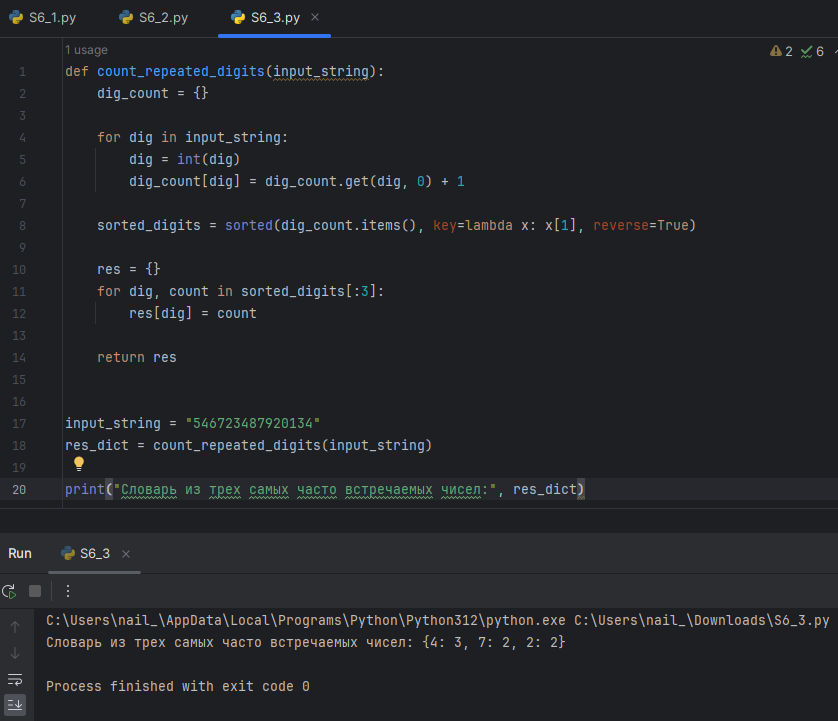 S6_1.py S6_2.py S6_3.py ×
1 usage
2 6
1 def count_repeated_digits(input_string):
2 dig_count = {}
3
4 for dig in input_string:
5 dig = int(dig)
6 dig_count[dig] = dig_count.get(dig, 0) + 1
7
8 sorted_digits = sorted(dig_count.items(), key=lambda x: x[1], reverse=True)
9
10 res = {}
11 for dig, count in sorted_digits[:3]:
12 res[dig] = count
13
14 return res
15
16
17 input_string = "546723487920134"
18 res_dict = count_repeated_digits(input_string)
19
20 print("Словарь из трех самых часто встречаемых чисел:", res_dict)
Run S6_3 ×
C:\Users\nail_\AppData\Local\Programs\Python\Python312\python.exe C:\Users\nail_\Downloads\S6_3.py
Словарь из трех самых часто встречаемых чисел: {4: 3, 7: 2, 2: 2}
Process finished with exit code 0